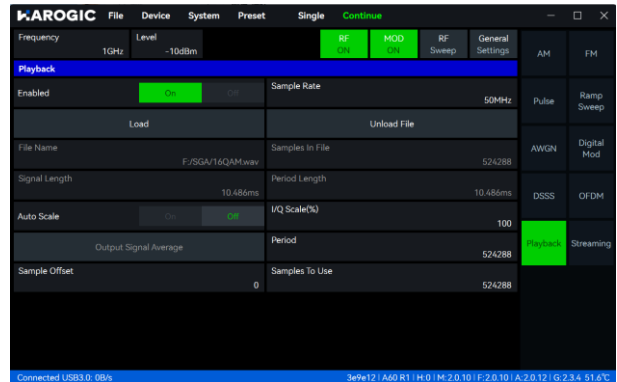 HAROGIC File Device System Preset Single Continue
Frequency 1GHz Level -10dBm RF ON MOD ON RF Sweep General Settings
AM FM
Playback
Enabled On Off Sample Rate 50MHz
Pulse Ramp Sweep
Load Unload File
File Name F:/SGA/16QAM.wav Samples In File 524288
AWGN Digital Mod
Signal Length 10.486ms Period Length 10.486ms
DSSS OFDM
Auto Scale On Off I/Q Scale(%) 100
Output Signal Average Period 524288
Playback Streaming
Sample Offset 0 Samples To Use 524288
Connected USB3.0: 0B/s 3e9e12 | A60 R1 | H:0 | M:2.0.10 | F:2.0.10 | A:2.0.12 | G:2.3.4 51.6℃